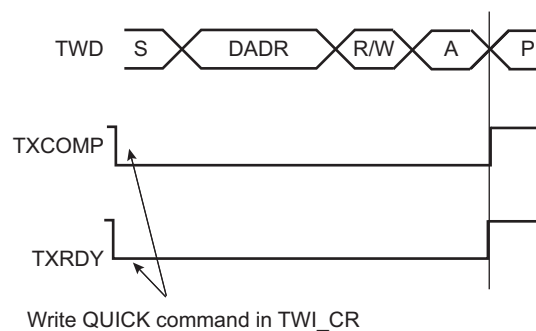 TWD S DADR R/W A P
TXCOMP
TXRDY
Write QUICK command in TWI_CR